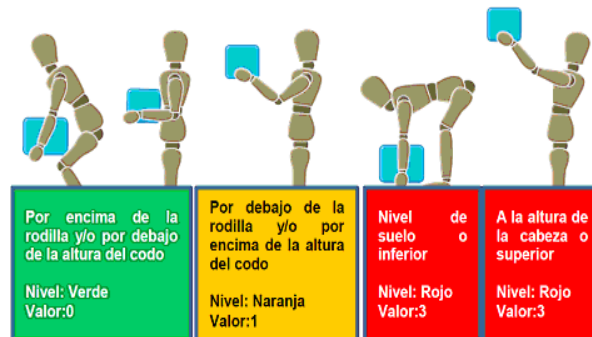 Por encima de la
rodilla y/o por debajo
de la altura del codo
Nivel: Verde
Valor:0
Por debajo de la
rodilla y/o por
encima de la altura
del codo
Nivel: Naranja
Valor:1
Nivel de
suelo o
inferior
Nivel: Rojo
Valor:3
A la altura de
la cabeza o
superior
Nivel: Rojo
Valor:3